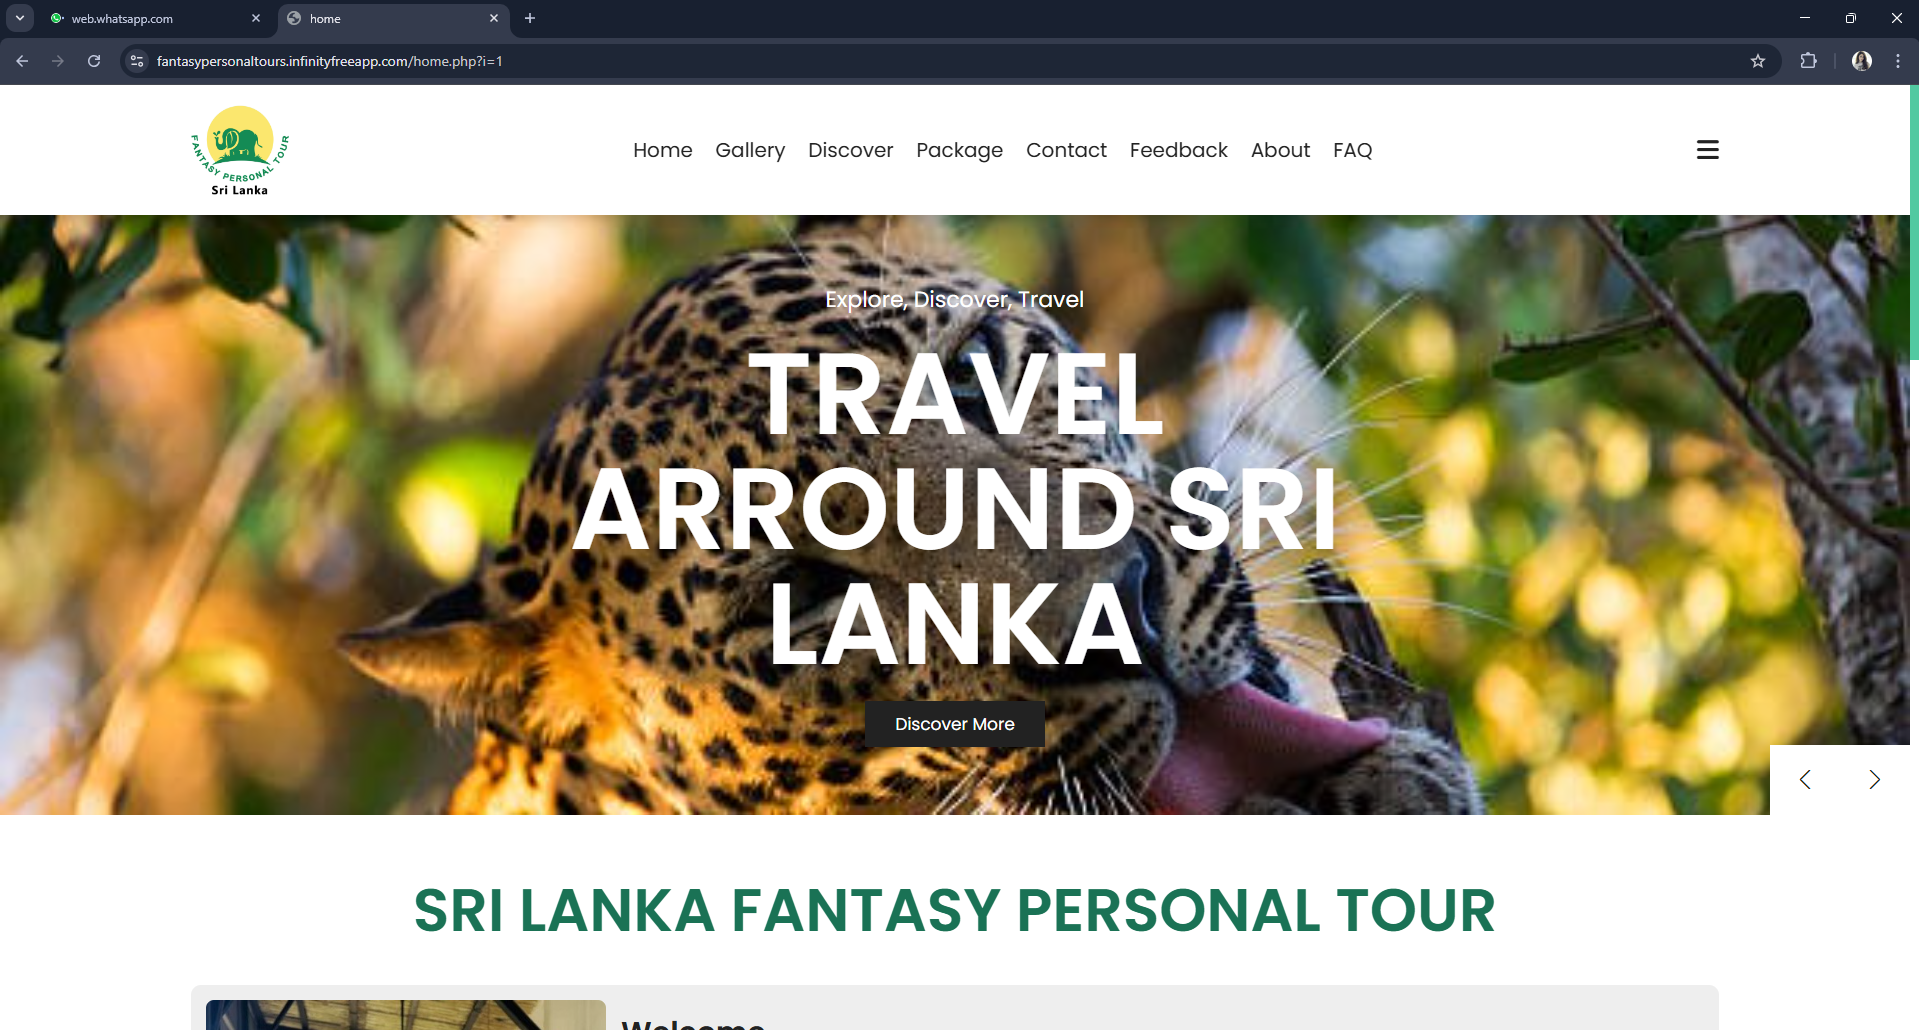 web.whatsapp.com
home
fantasypersonaltours.infinityfreeapp.com/home.php?i=1
FANTASY PERSONAL TOUR
Sri Lanka
Home Gallery Discover Package Contact Feedback About FAQ
Explore, Discover, Travel
TRAVEL
ARROUND SRI
LANKA
Discover More
SRI LANKA FANTASY PERSONAL TOUR
Welcome